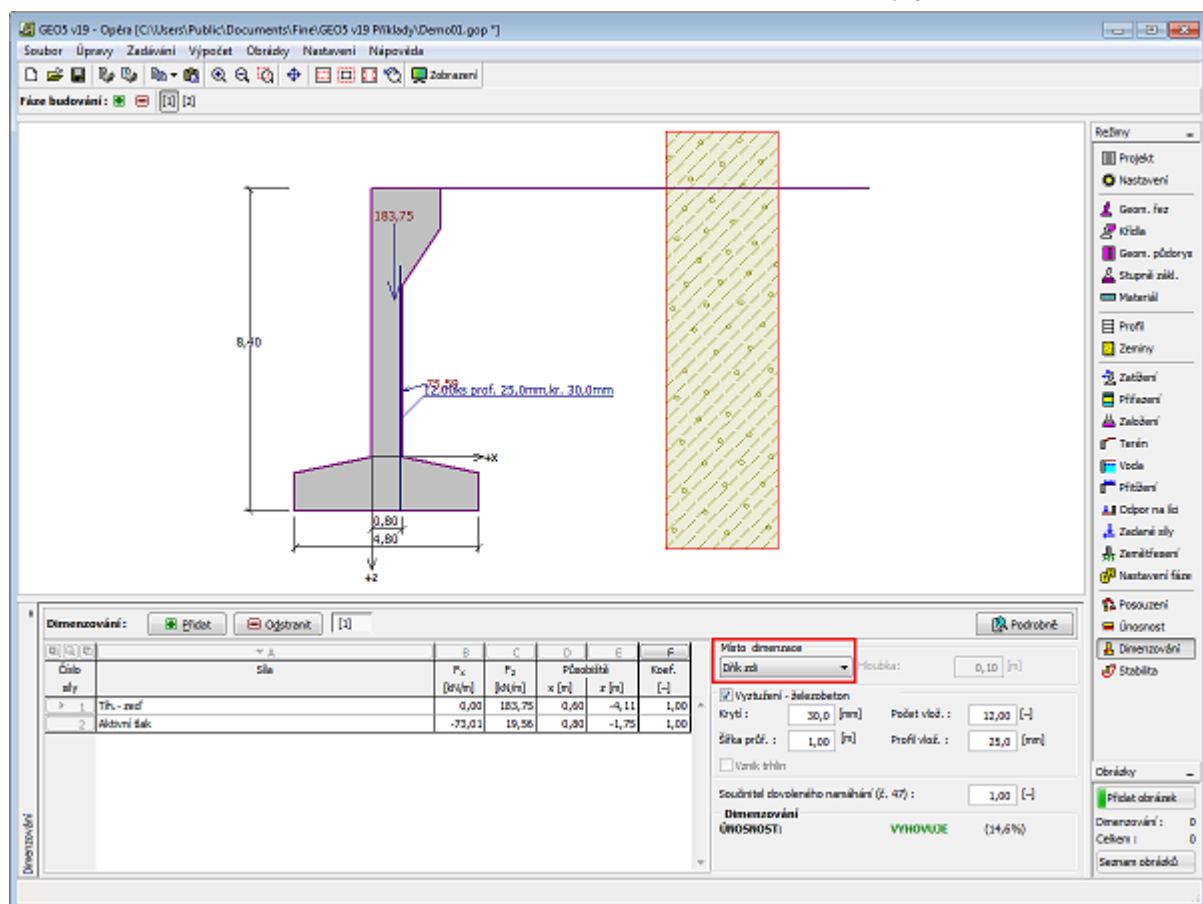 GEO5 v19 - Opěra [C:\Users\Public\Documents\Fine\GEO5 v19 Příklady\Demo01.gop *]
Soubor Úpravy Zadávání Výpočet Obrázky Nastavení Nápověda
Zobrazení
Fáze budování : [1] [2]
183,75
8,40
75,59
12,00ks prof. 25,0mm,kr. 30,0mm
+x
0,80
4,80
+z
Režimy
Projekt
Nastavení
Geom. řez
Křídla
Geom. půdorys
Stupně zákl.
Materiál
Profil
Zeminy
Zatížení
Přiřazení
Založení
Terén
Voda
Přitížení
Odpor na líci
Zadané síly
Zemětřesení
Nastavení fáze
Posouzení
Únosnost
Dimenzování
Stabilita
Obrázky
Přidat obrázek
Dimenzování : 0
Celkem : 0
Seznam obrázků
Dimenzování
Dimenzování : Přidat Odstranit [1] Podrobně
A B C D E F
Číslo Síla Fx Fz Působiště Koef.
síly [kN/m] [kN/m] x [m] z [m] [-]
> 1 Tíh.- zeď 0,00 183,75 0,60 -4,11 1,00
2 Aktivní tlak -73,01 19,56 0,80 -1,75 1,00
Místo dimenzace
Dřík zdi Hloubka : 0,10 [m]
Vyztužení - železobeton
Krytí : 30,0 [mm] Počet vlož. : 12,00 [-]
Šířka průř. : 1,00 [m] Profil vlož. : 25,0 [mm]
Vznik trhlin
Součinitel dovoleného namáhání (č. 47) : 1,00 [-]
Dimenzování
ÚNOSNOST: VYHOVUJE (14,6%)